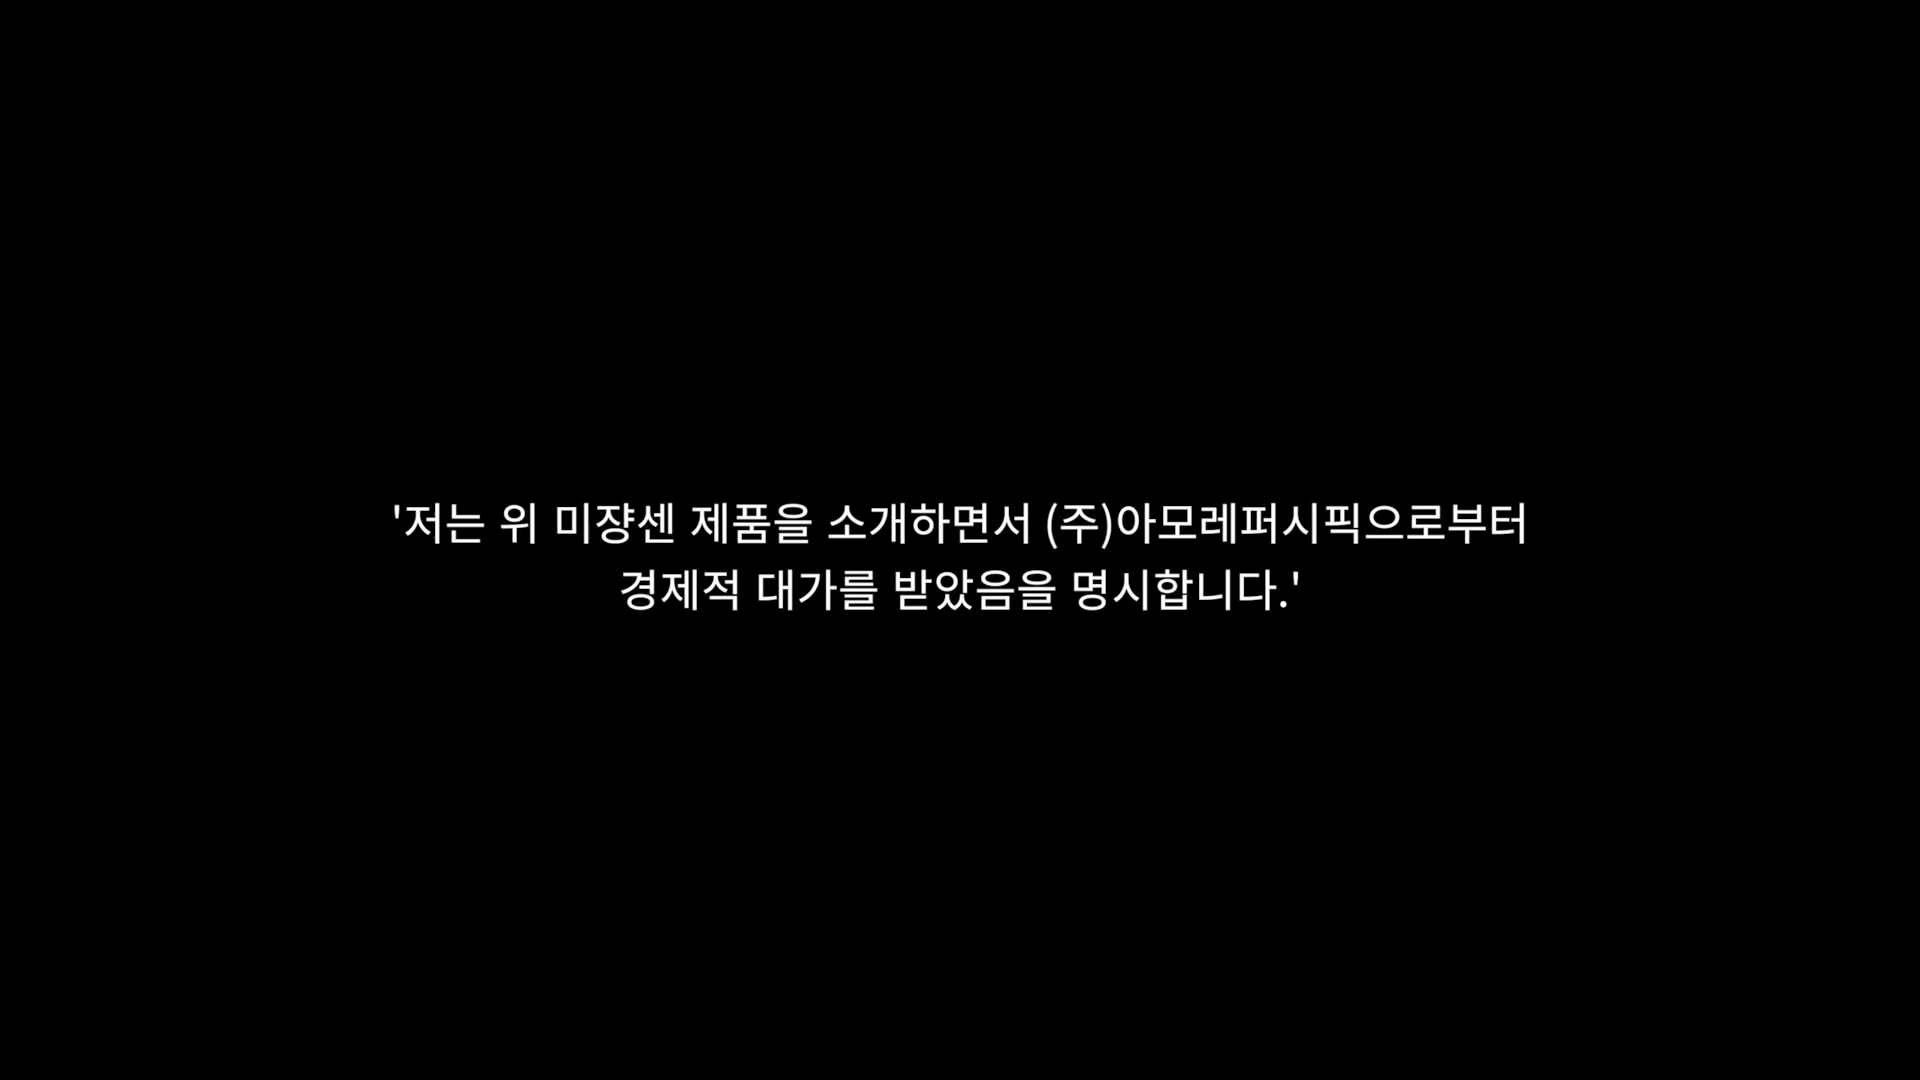 '저는 위 미쟝센 제품을 소개하면서 (주)아모레퍼시픽으로부터
경제적 대가를 받았음을 명시합니다.'